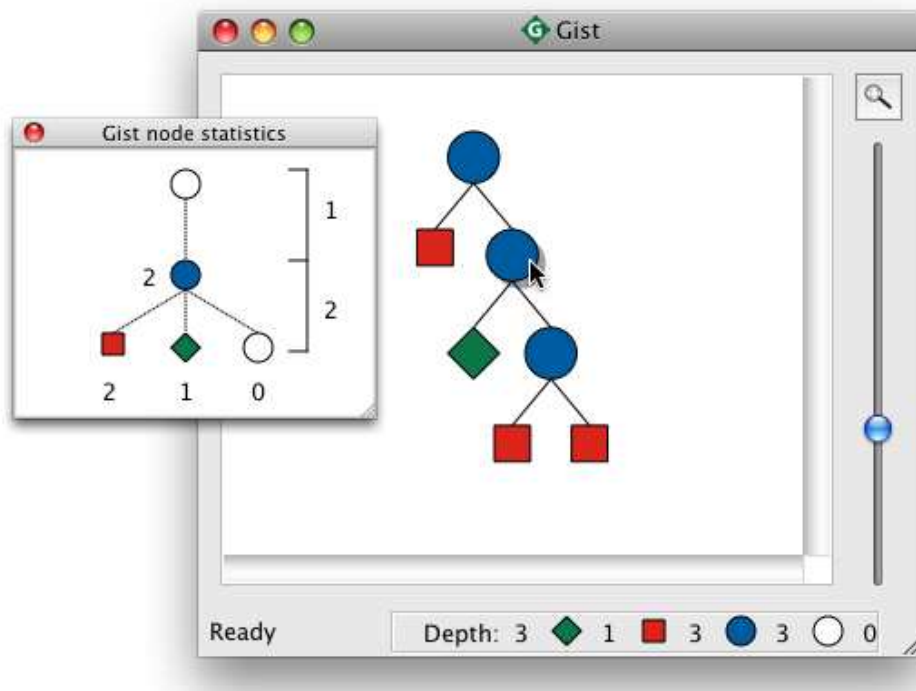 G Gist
Gist node statistics
1
2
2
2 1 0
Ready Depth: 3 1 3 3 0